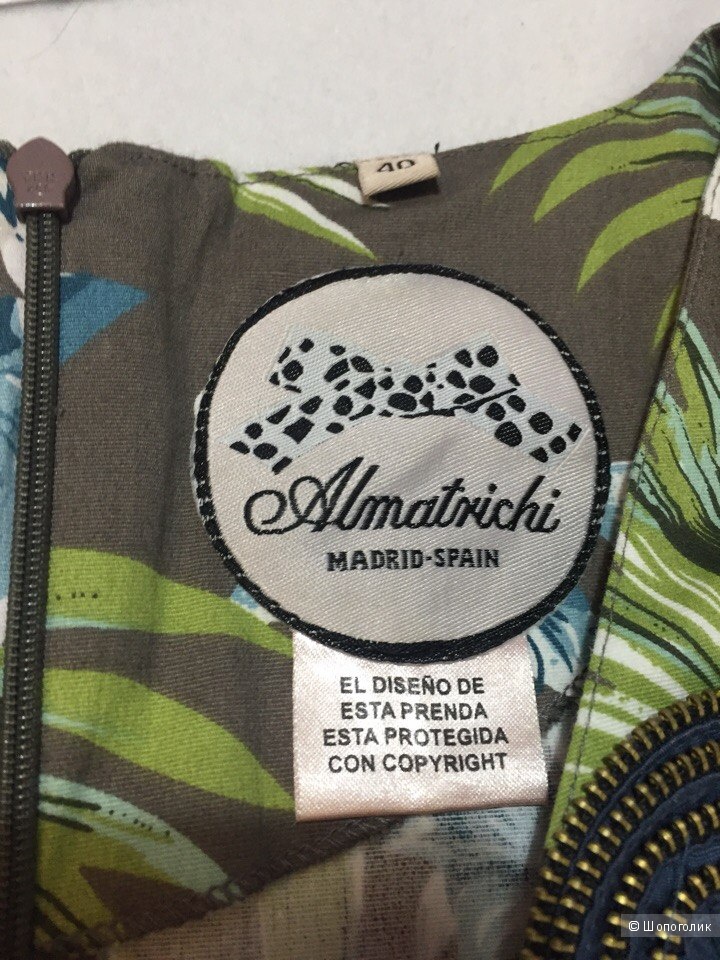 40
Almatrichi
MADRID-SPAIN
EL DISEÑO DE
ESTA PRENDA
ESTA PROTEGIDA
CON COPYRIGHT
© Шопоголик